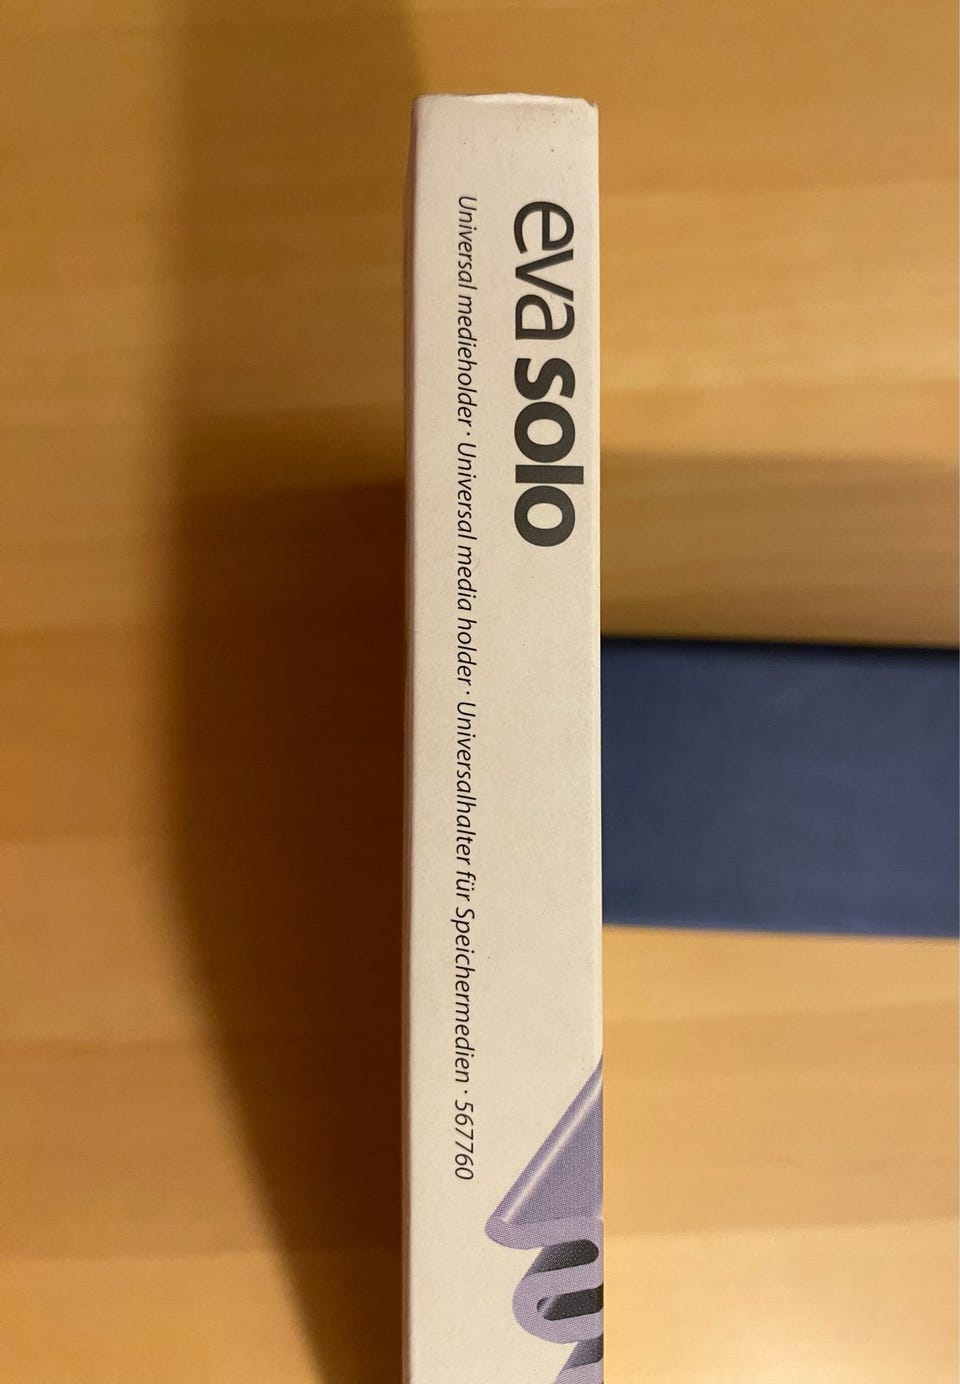 eva solo
Universal medieholder · Universal media holder · Universalhalter für Speichermedien · 567760